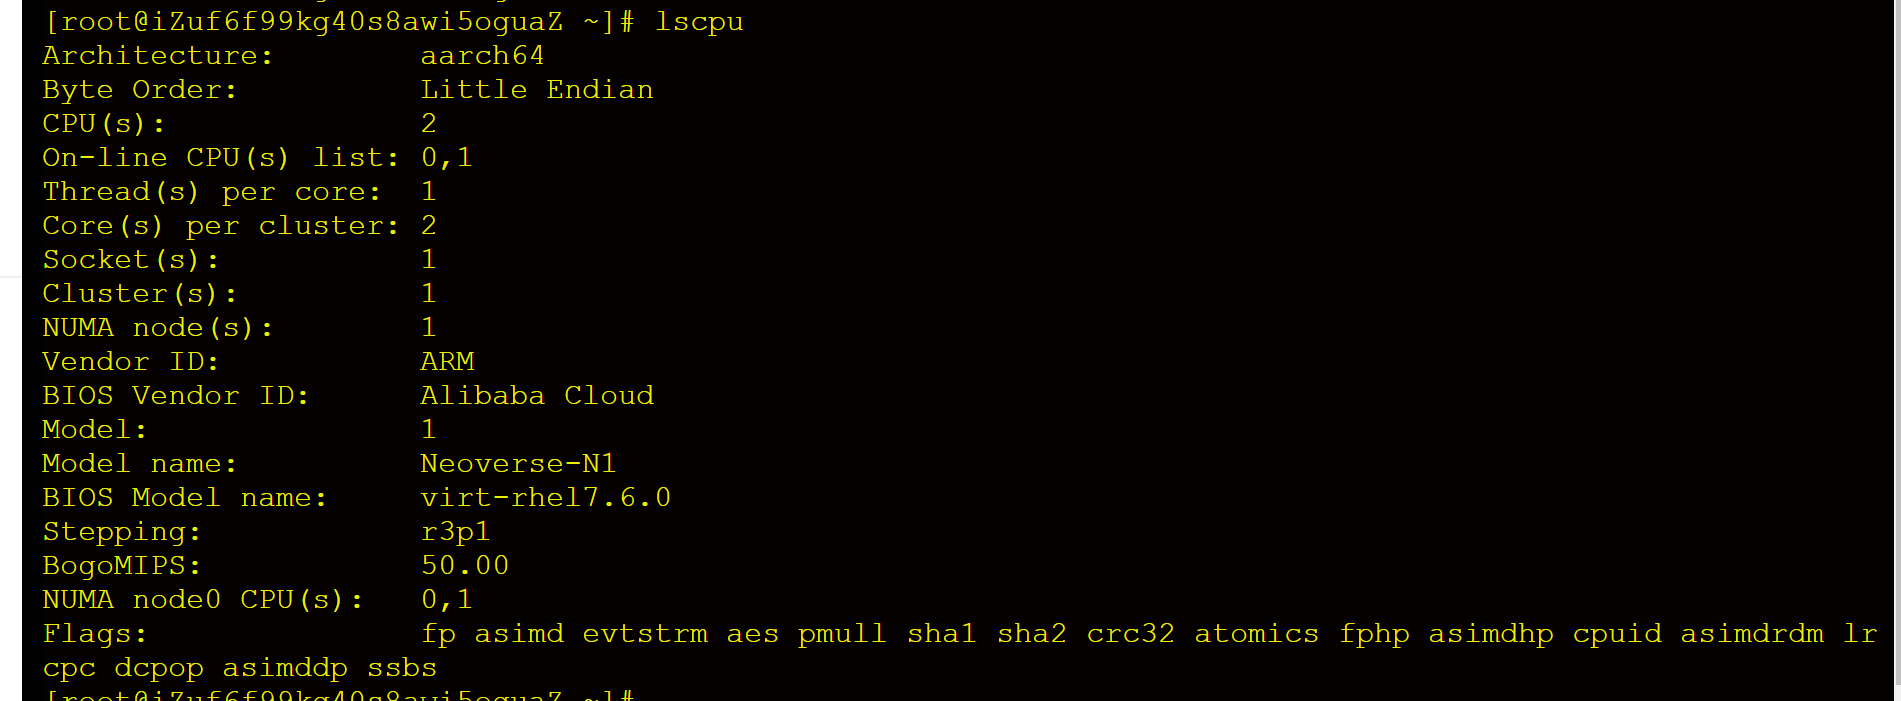 [root@iZuf6f99kg40s8awi5oguaZ ~]# lscpu
Architecture: aarch64
Byte Order: Little Endian
CPU(s): 2
On-line CPU(s) list: 0,1
Thread(s) per core: 1
Core(s) per cluster: 2
Socket(s): 1
Cluster(s): 1
NUMA node(s): 1
Vendor ID: ARM
BIOS Vendor ID: Alibaba Cloud
Model: 1
Model name: Neoverse-N1
BIOS Model name: virt-rhel7.6.0
Stepping: r3p1
BogoMIPS: 50.00
NUMA node0 CPU(s): 0,1
Flags: fp asimd evtstrm aes pmull sha1 sha2 crc32 atomics fphp asimdhp cpuid asimdrdm lr
cpc dcpop asimddp ssbs
[root@iZuf6f99kg40s8awi5oguaZ ~]#